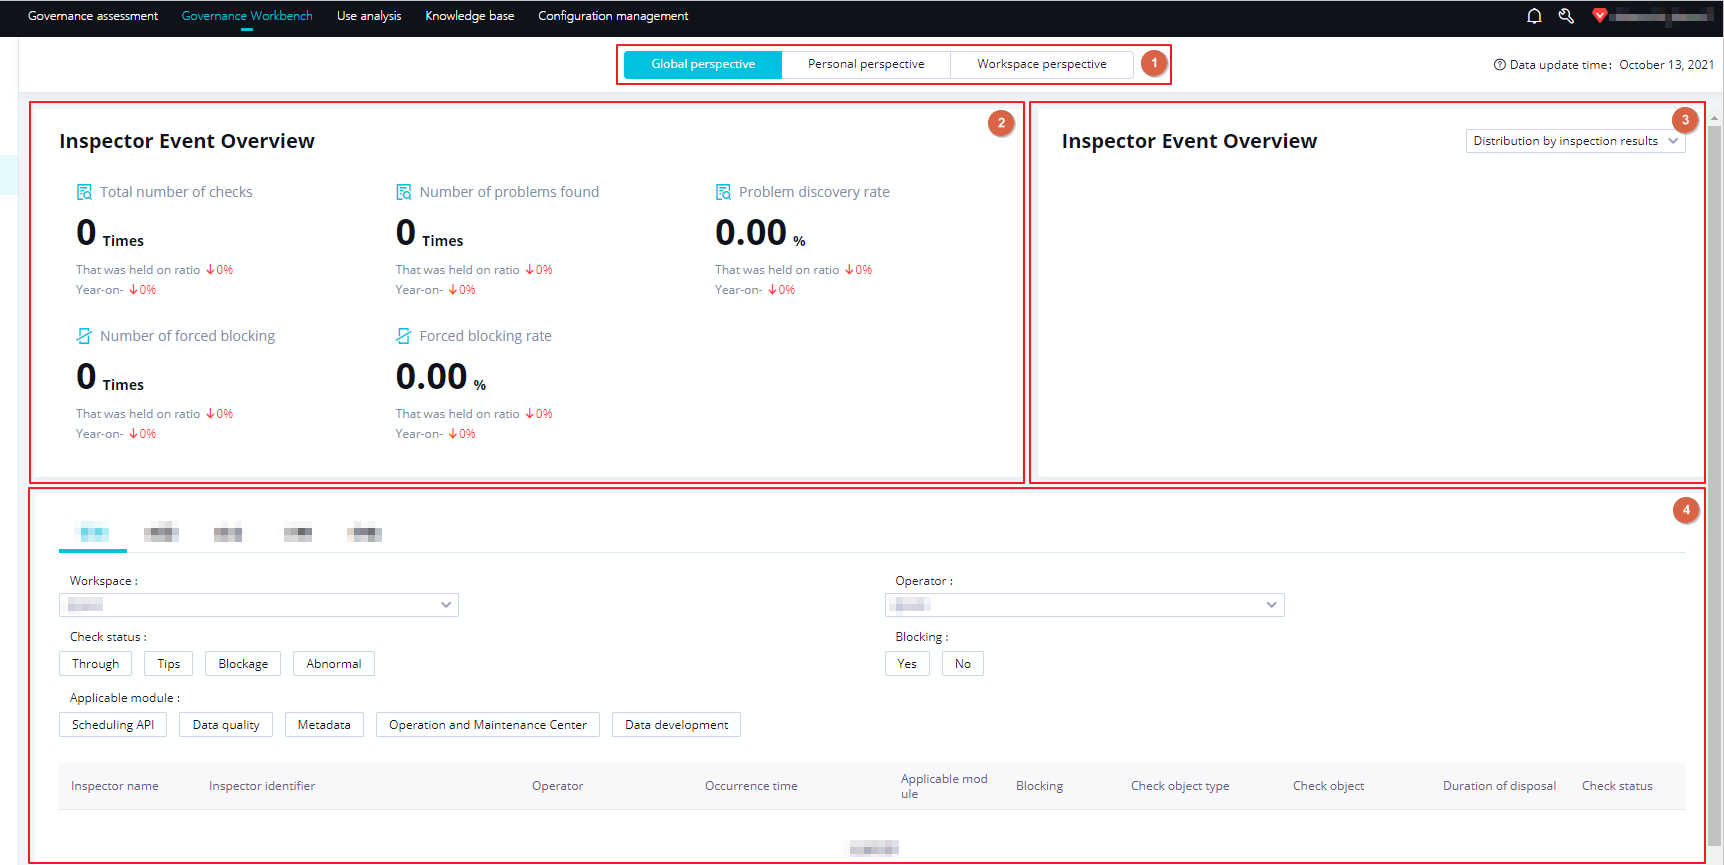 Governance assessment Governance Workbench Use analysis Knowledge base Configuration management
Global perspective Personal perspective Workspace perspective 1
Data update time: October 13, 2021
2
Inspector Event Overview
Total number of checks Number of problems found Problem discovery rate
0 Times 0 Times 0.00 %
That was held on ratio ↓0% That was held on ratio ↓0% That was held on ratio ↓0%
Year-on- ↓0% Year-on- ↓0% Year-on- ↓0%
Number of forced blocking Forced blocking rate
0 Times 0.00 %
That was held on ratio ↓0% That was held on ratio ↓0%
Year-on- ↓0% Year-on- ↓0%
3
Inspector Event Overview Distribution by inspection results
4
Workspace : Operator :
Check status : Blocking :
Through Tips Blockage Abnormal Yes No
Applicable module :
Scheduling API Data quality Metadata Operation and Maintenance Center Data development
Inspector name Inspector identifier Operator Occurrence time Applicable mod
ule Blocking Check object type Check object Duration of disposal Check status